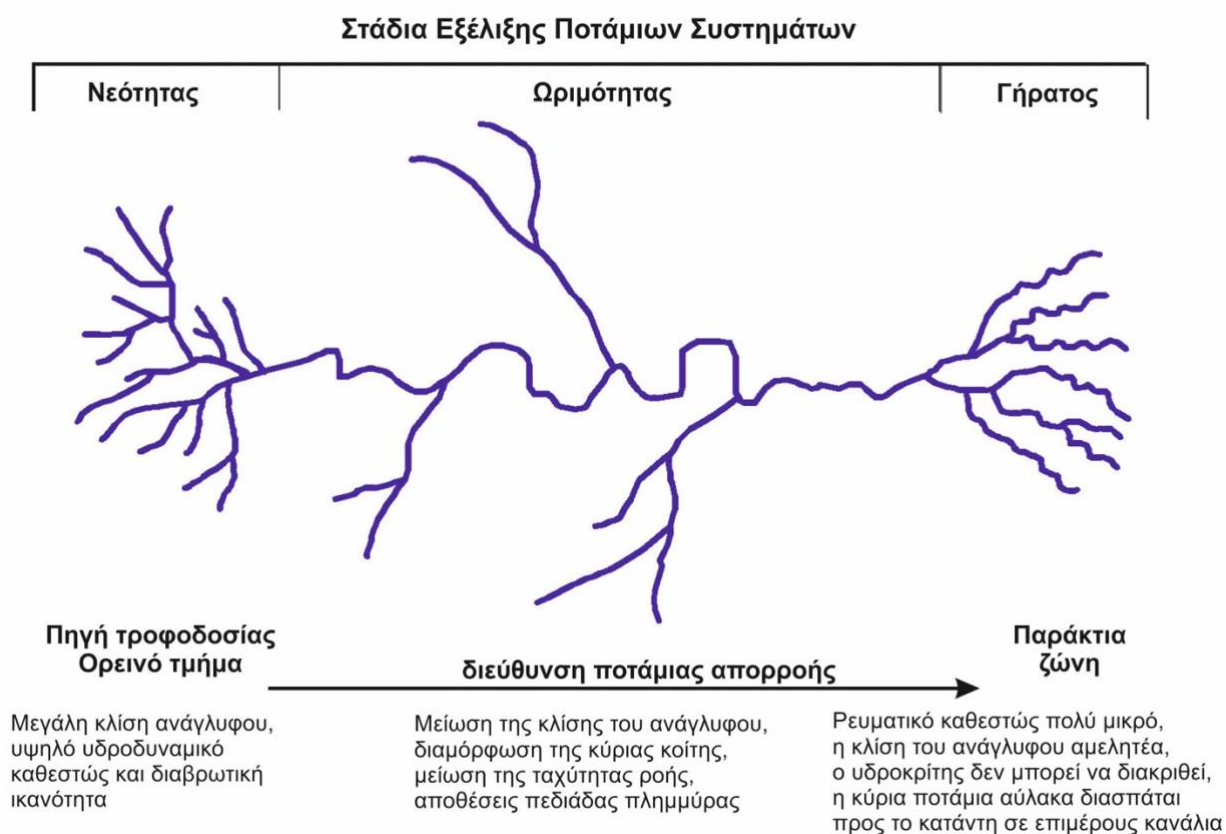 Στάδια Εξέλιξης Ποτάμιων Συστημάτων
Νεότητας
Ωριμότητας
Γήρατος
Πηγή τροφοδοσίας
Ορεινό τμήμα
διεύθυνση ποτάμιας απορροής
Παράκτια
ζώνη
Μεγάλη κλίση ανάγλυφου,
υψηλό υδροδυναμικό
καθεστώς και διαβρωτική
ικανότητα
Μείωση της κλίσης του ανάγλυφου,
διαμόρφωση της κύριας κοίτης,
μείωση της ταχύτητας ροής,
αποθέσεις πεδιάδας πλημμύρας
Ρευματικό καθεστώς πολύ μικρό,
η κλίση του ανάγλυφου αμελητέα,
ο υδροκρίτης δεν μπορεί να διακριθεί,
η κύρια ποτάμια αύλακα διασπάται
προς το κατάντη σε επιμέρους κανάλια